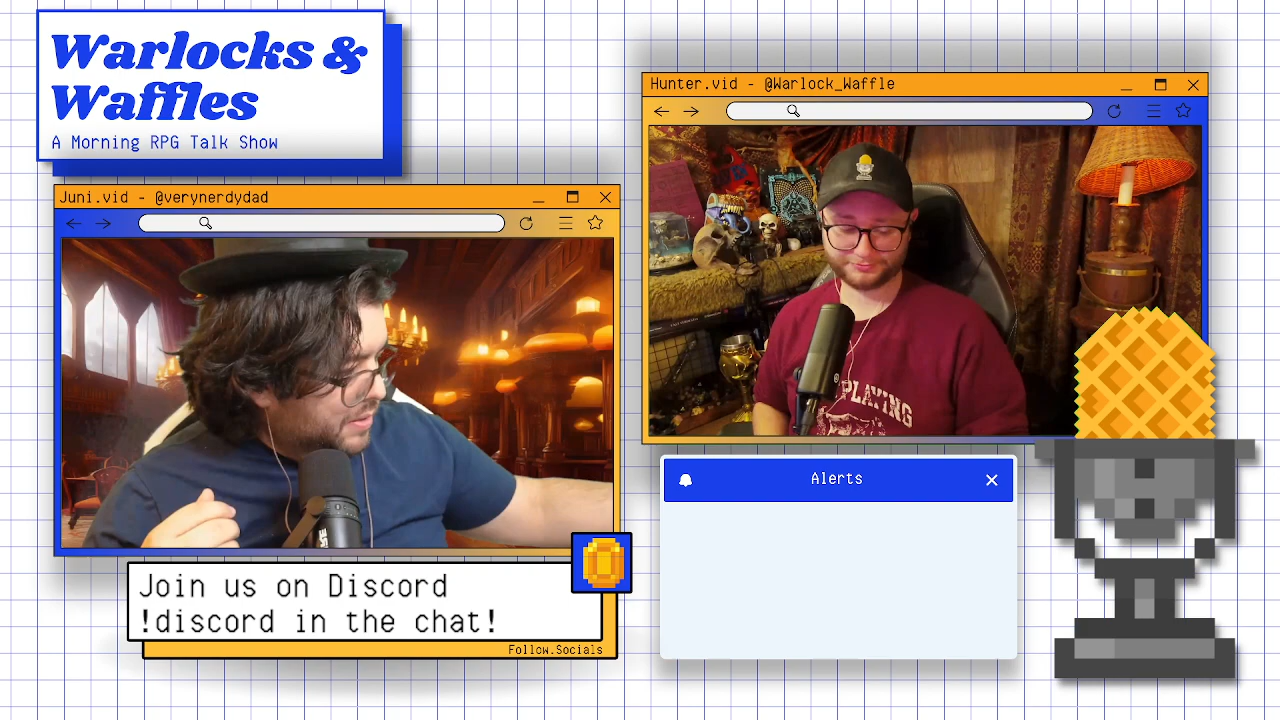 Warlocks &
Waffles
A Morning RPG Talk Show
Hunter.vid - @Warlock_Waffle
Juni.vid - @verynerdydad
PLAYING
Alerts
Join us on Discord
!discord in the chat!
Follow.Socials